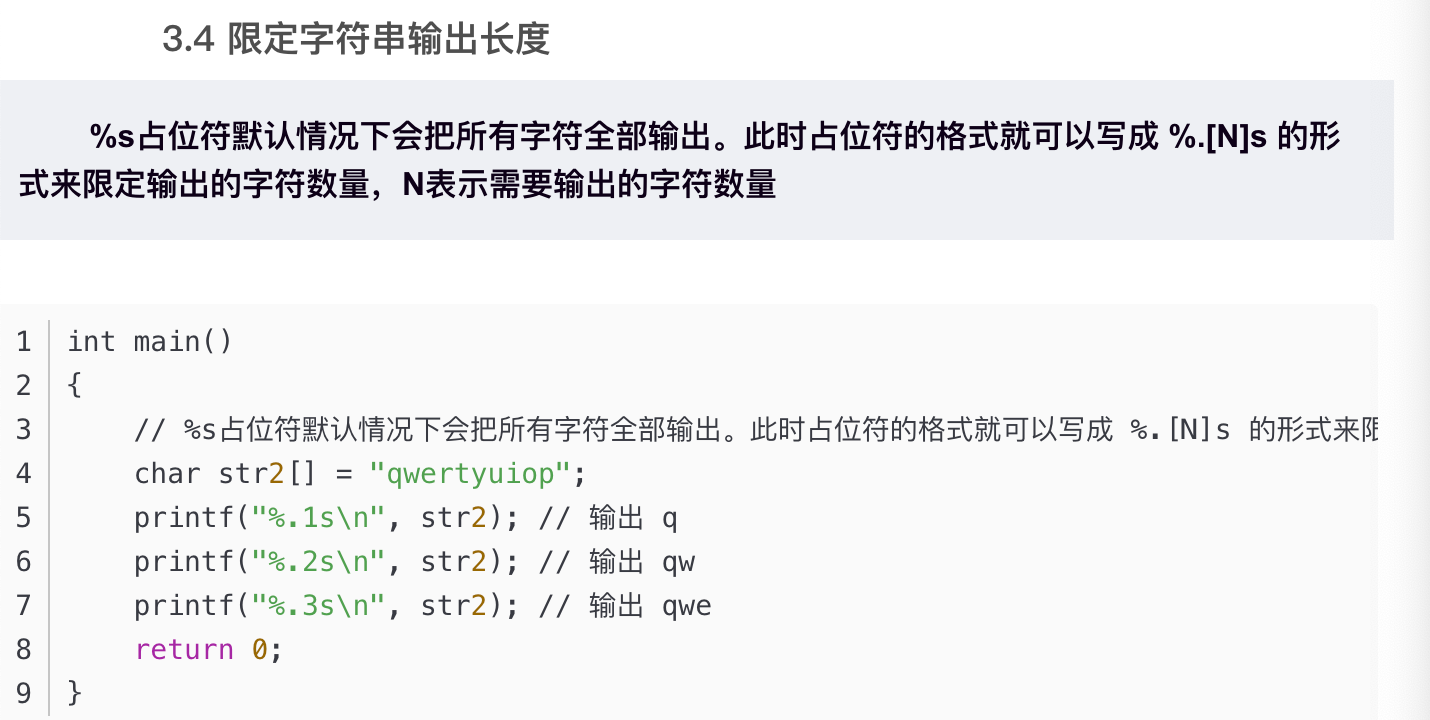 3.4 限定字符串输出长度
%s占位符默认情况下会把所有字符全部输出。此时占位符的格式就可以写成 %.[N]s 的形
式来限定输出的字符数量，N表示需要输出的字符数量
1 int main()
2 {
3     // %s占位符默认情况下会把所有字符全部输出。此时占位符的格式就可以写成 %.[N]s 的形式来限
4     char str2[] = "qwertyuiop";
5     printf("%.1s\n", str2); // 输出 q
6     printf("%.2s\n", str2); // 输出 qw
7     printf("%.3s\n", str2); // 输出 qwe
8     return 0;
9 }